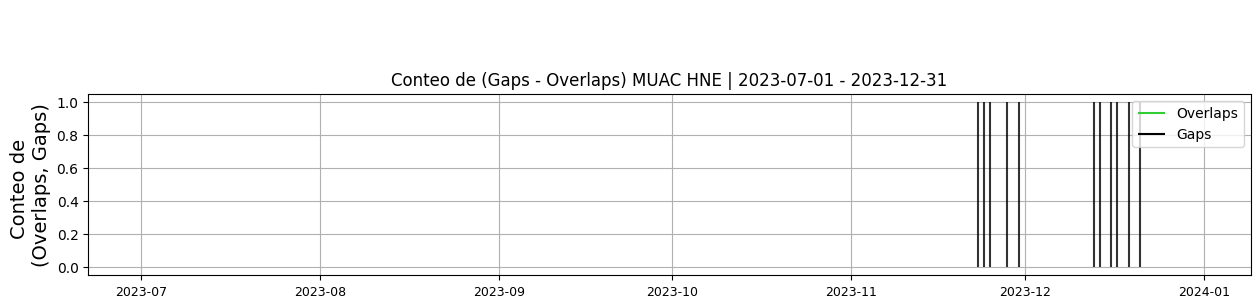 Conteo de (Gaps - Overlaps) MUAC HNE | 2023-07-01 - 2023-12-31
Conteo de
(Overlaps, Gaps)
1.0
0.8
0.6
0.4
0.2
0.0
Overlaps
Gaps
2023-07
2023-08
2023-09
2023-10
2023-11
2023-12
2024-01